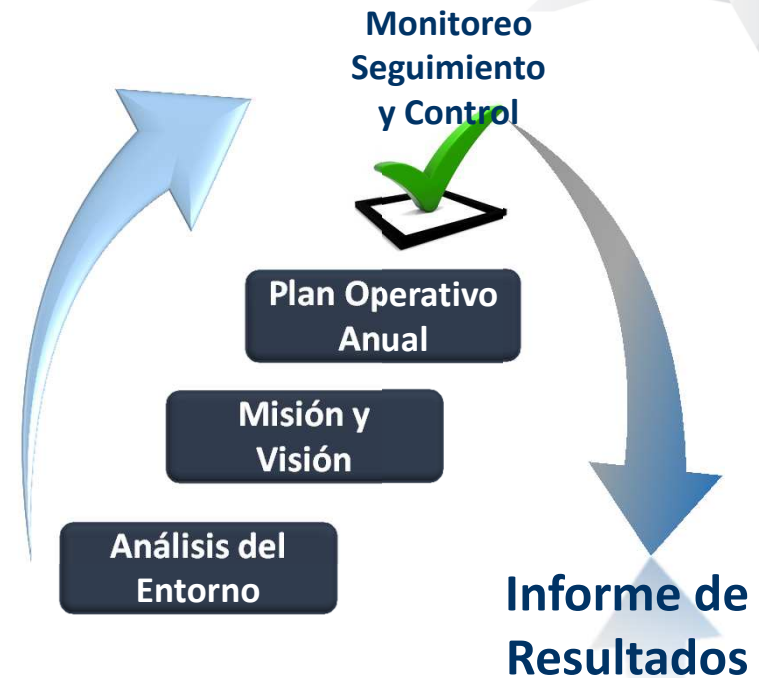 Monitoreo
Seguimiento
y Control
Plan Operativo
Anual
Misión y
Visión
Análisis del
Entorno
Informe de
Resultados